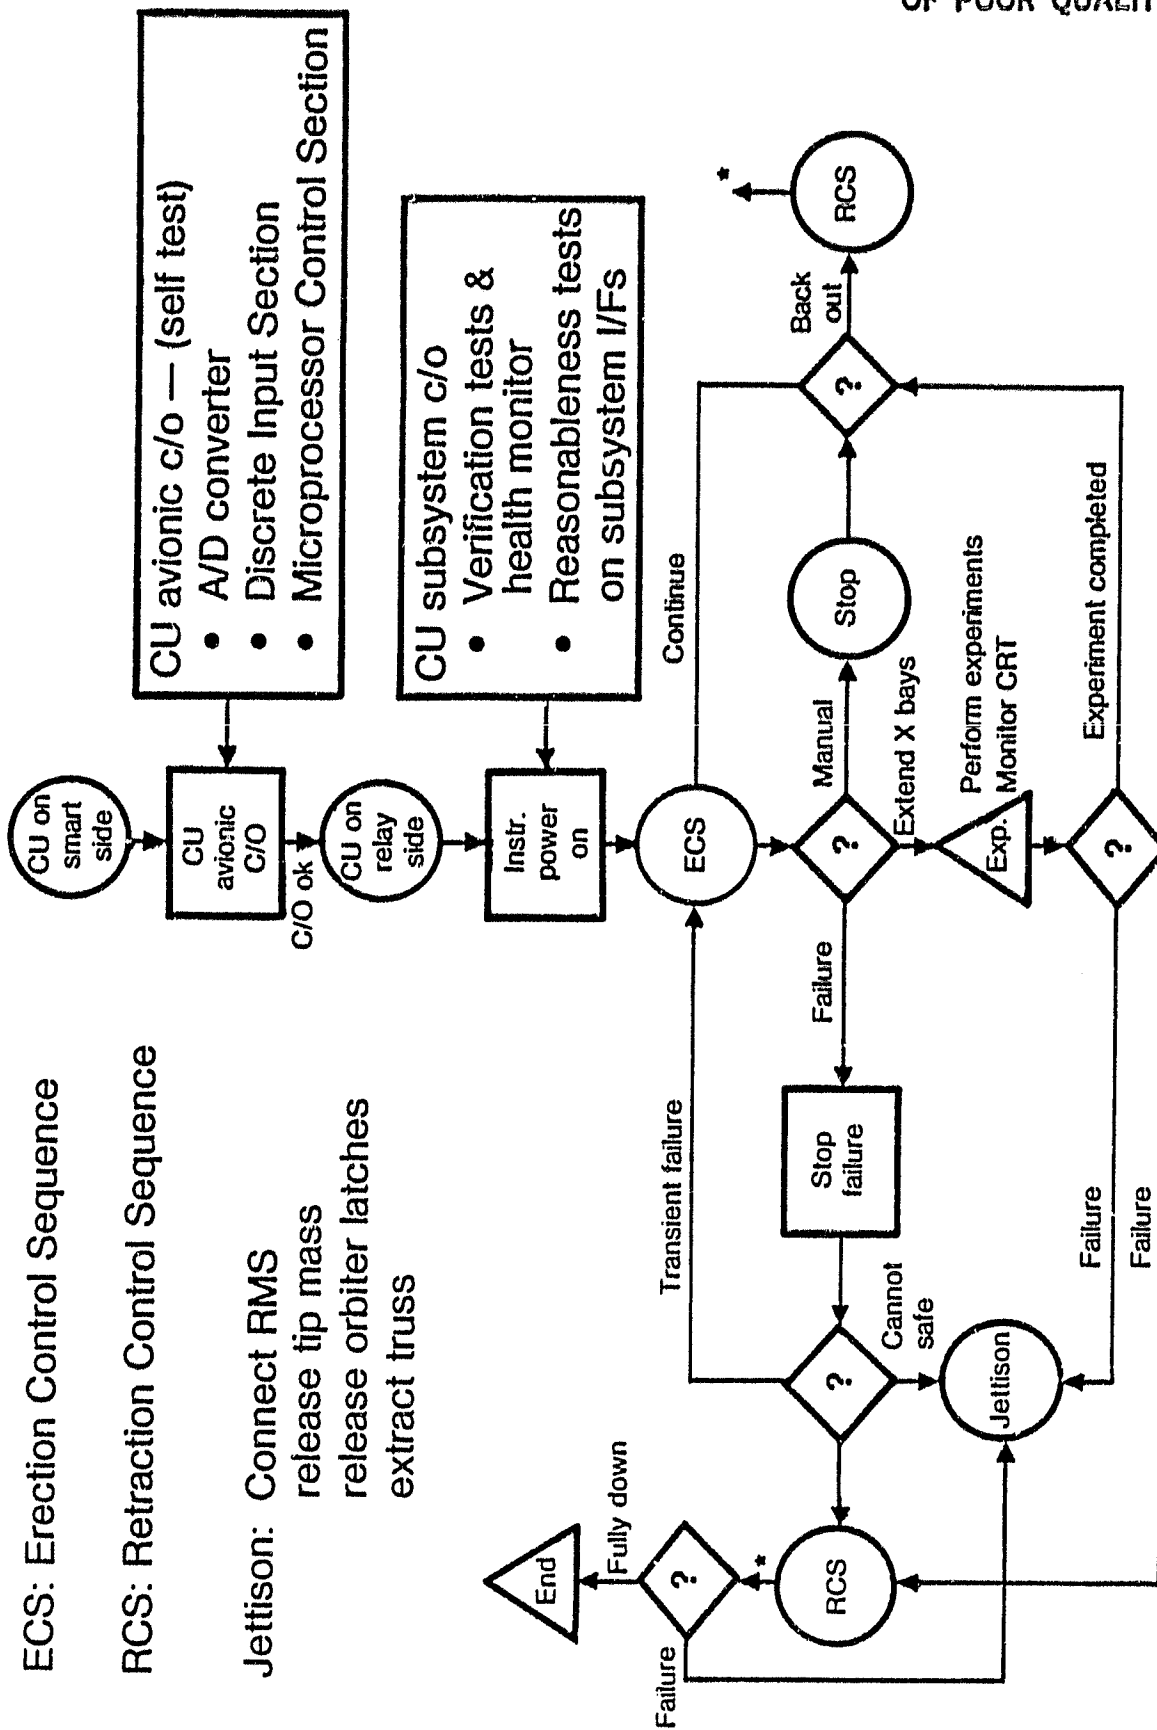 OF POOR QUALITY
ECS: Erection Control Sequence
RCS: Retraction Control Sequence
Jettison: Connect RMS
release tip mass
release orbiter latches
extract truss
CU on
smart
side
CU
avionic
C/O
C/O ok
CU on
relay
side
Instr.
power
on
CU avionic c/o — (self test)
• A/D converter
• Discrete Input Section
• Microprocessor Control Section
CU subsystem c/o
• Verification tests &
health monitor
• Reasonableness tests
on subsystem I/Fs
ECS
Continue
Transient failure
?
Manual
Stop
?
Back
out
RCS
*
Failure
Stop
failure
?
Cannot
safe
Jettison
Extend X bays
Exp.
Perform experiments
Monitor CRT
?
Experiment completed
Failure
Failure
RCS
*
?
Fully down
End
Failure